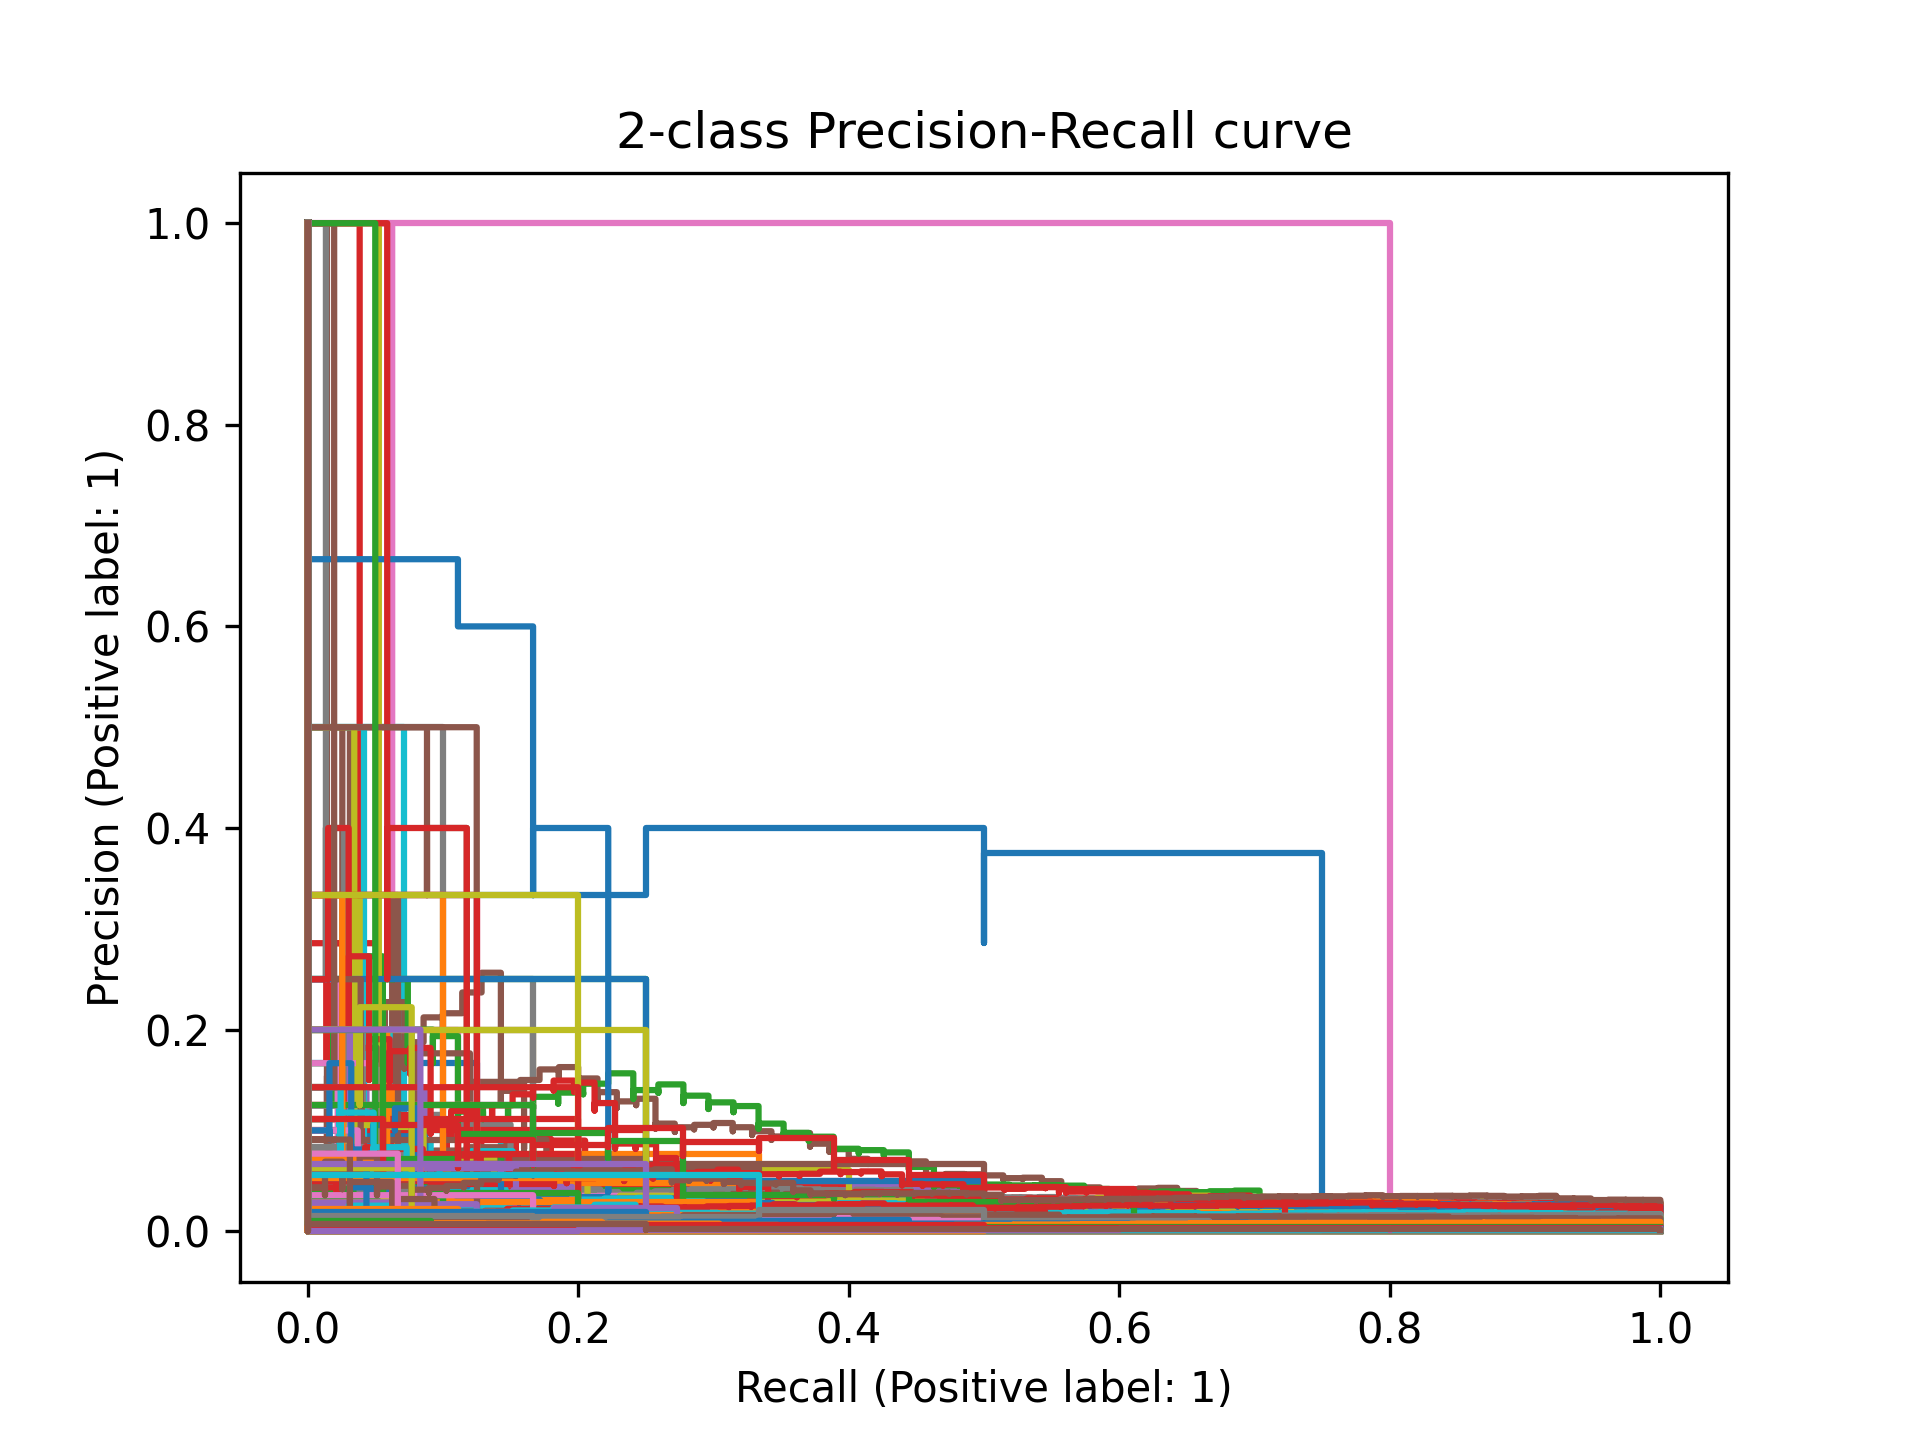 2-class Precision-Recall curve
1.0
0.8
0.6
0.4
0.2
0.0
Precision (Positive label: 1)
0.0 0.2 0.4 0.6 0.8 1.0
Recall (Positive label: 1)